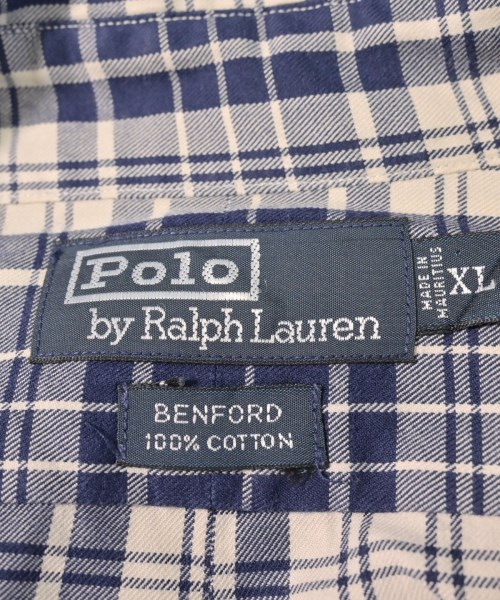 Polo
by Ralph Lauren
MADE IN
MAURITIUS
XL
BENFORD
100% COTTON